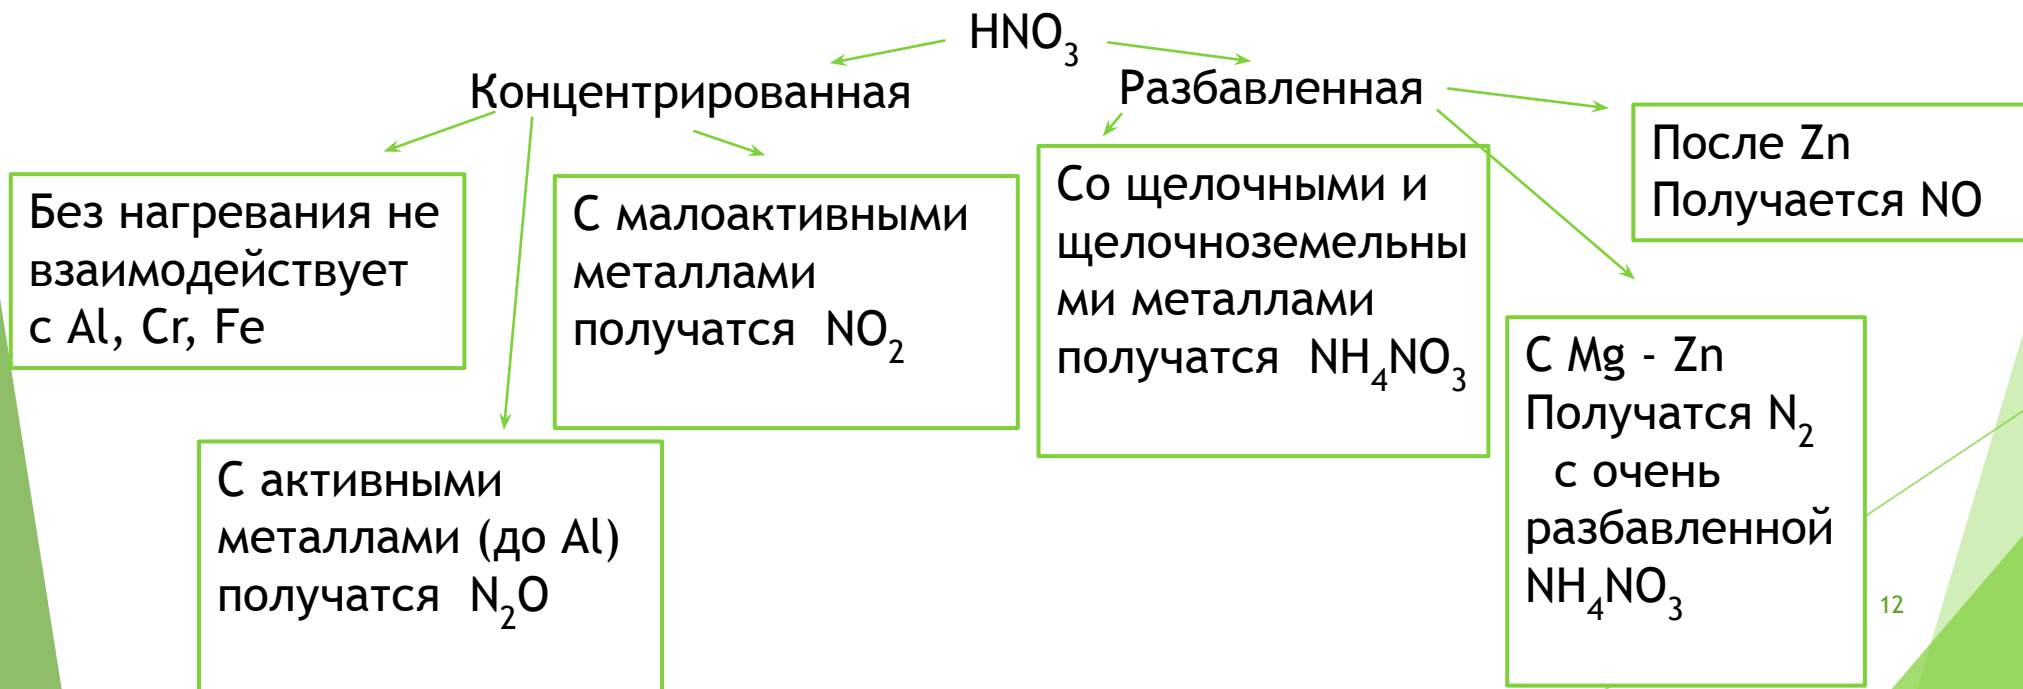 HNO₃
Концентрированная
Разбавленная
Без нагревания не
взаимодействует
с Al, Cr, Fe
С активными
металлами (до Al)
получатся N₂O
С малоактивными
металлами
получатся NO₂
Со щелочными и
щелочноземельны
ми металлами
получатся NH₄NO₃
С Mg - Zn
Получатся N₂
с очень
разбавленной
NH₄NO₃
После Zn
Получается NO
12